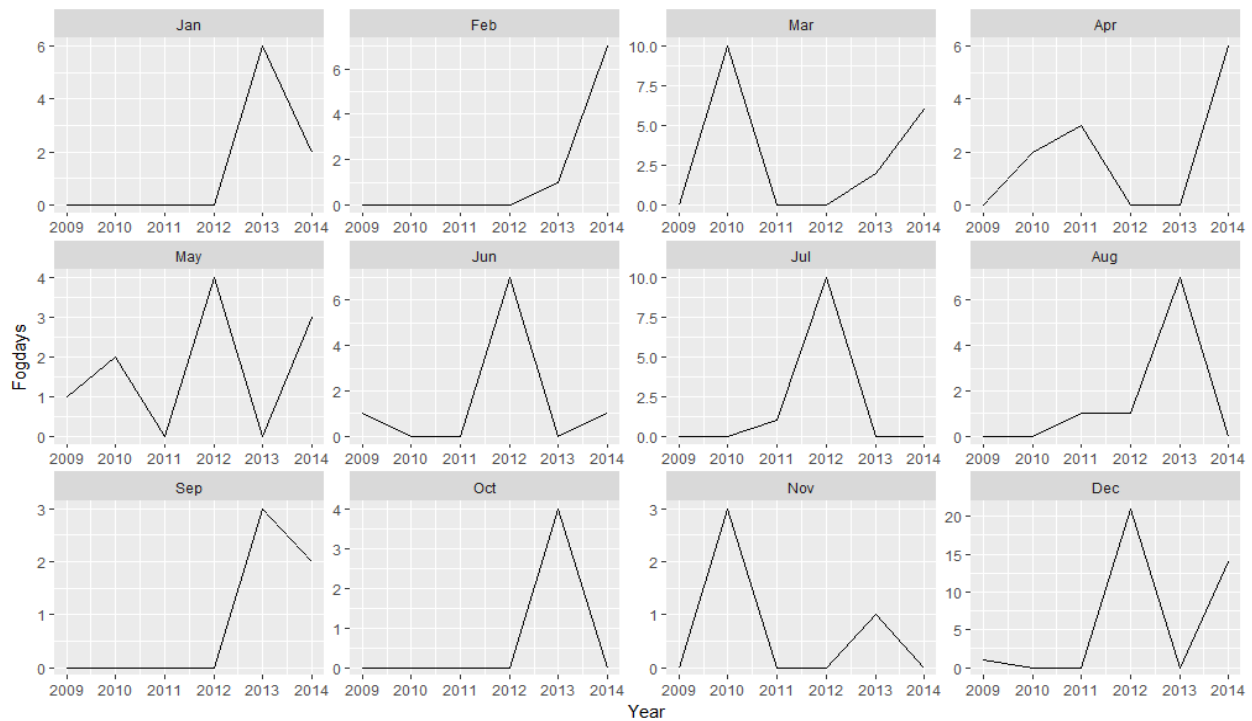 Jan Feb Mar Apr
6 4 2 0
6 4 2 0
10.0 7.5 5.0 2.5 0.0
6 4 2 0
2009 2010 2011 2012 2013 2014 2009 2010 2011 2012 2013 2014 2009 2010 2011 2012 2013 2014 2009 2010 2011 2012 2013 2014
May Jun Jul Aug
4 3 2 1 0
6 4 2 0
10.0 7.5 5.0 2.5 0.0
6 4 2 0
Fogdays
2009 2010 2011 2012 2013 2014 2009 2010 2011 2012 2013 2014 2009 2010 2011 2012 2013 2014 2009 2010 2011 2012 2013 2014
Sep Oct Nov Dec
3 2 1 0
4 3 2 1 0
3 2 1 0
20 15 10 5 0
2009 2010 2011 2012 2013 2014 2009 2010 2011 2012 2013 2014 2009 2010 2011 2012 2013 2014 2009 2010 2011 2012 2013 2014
Year